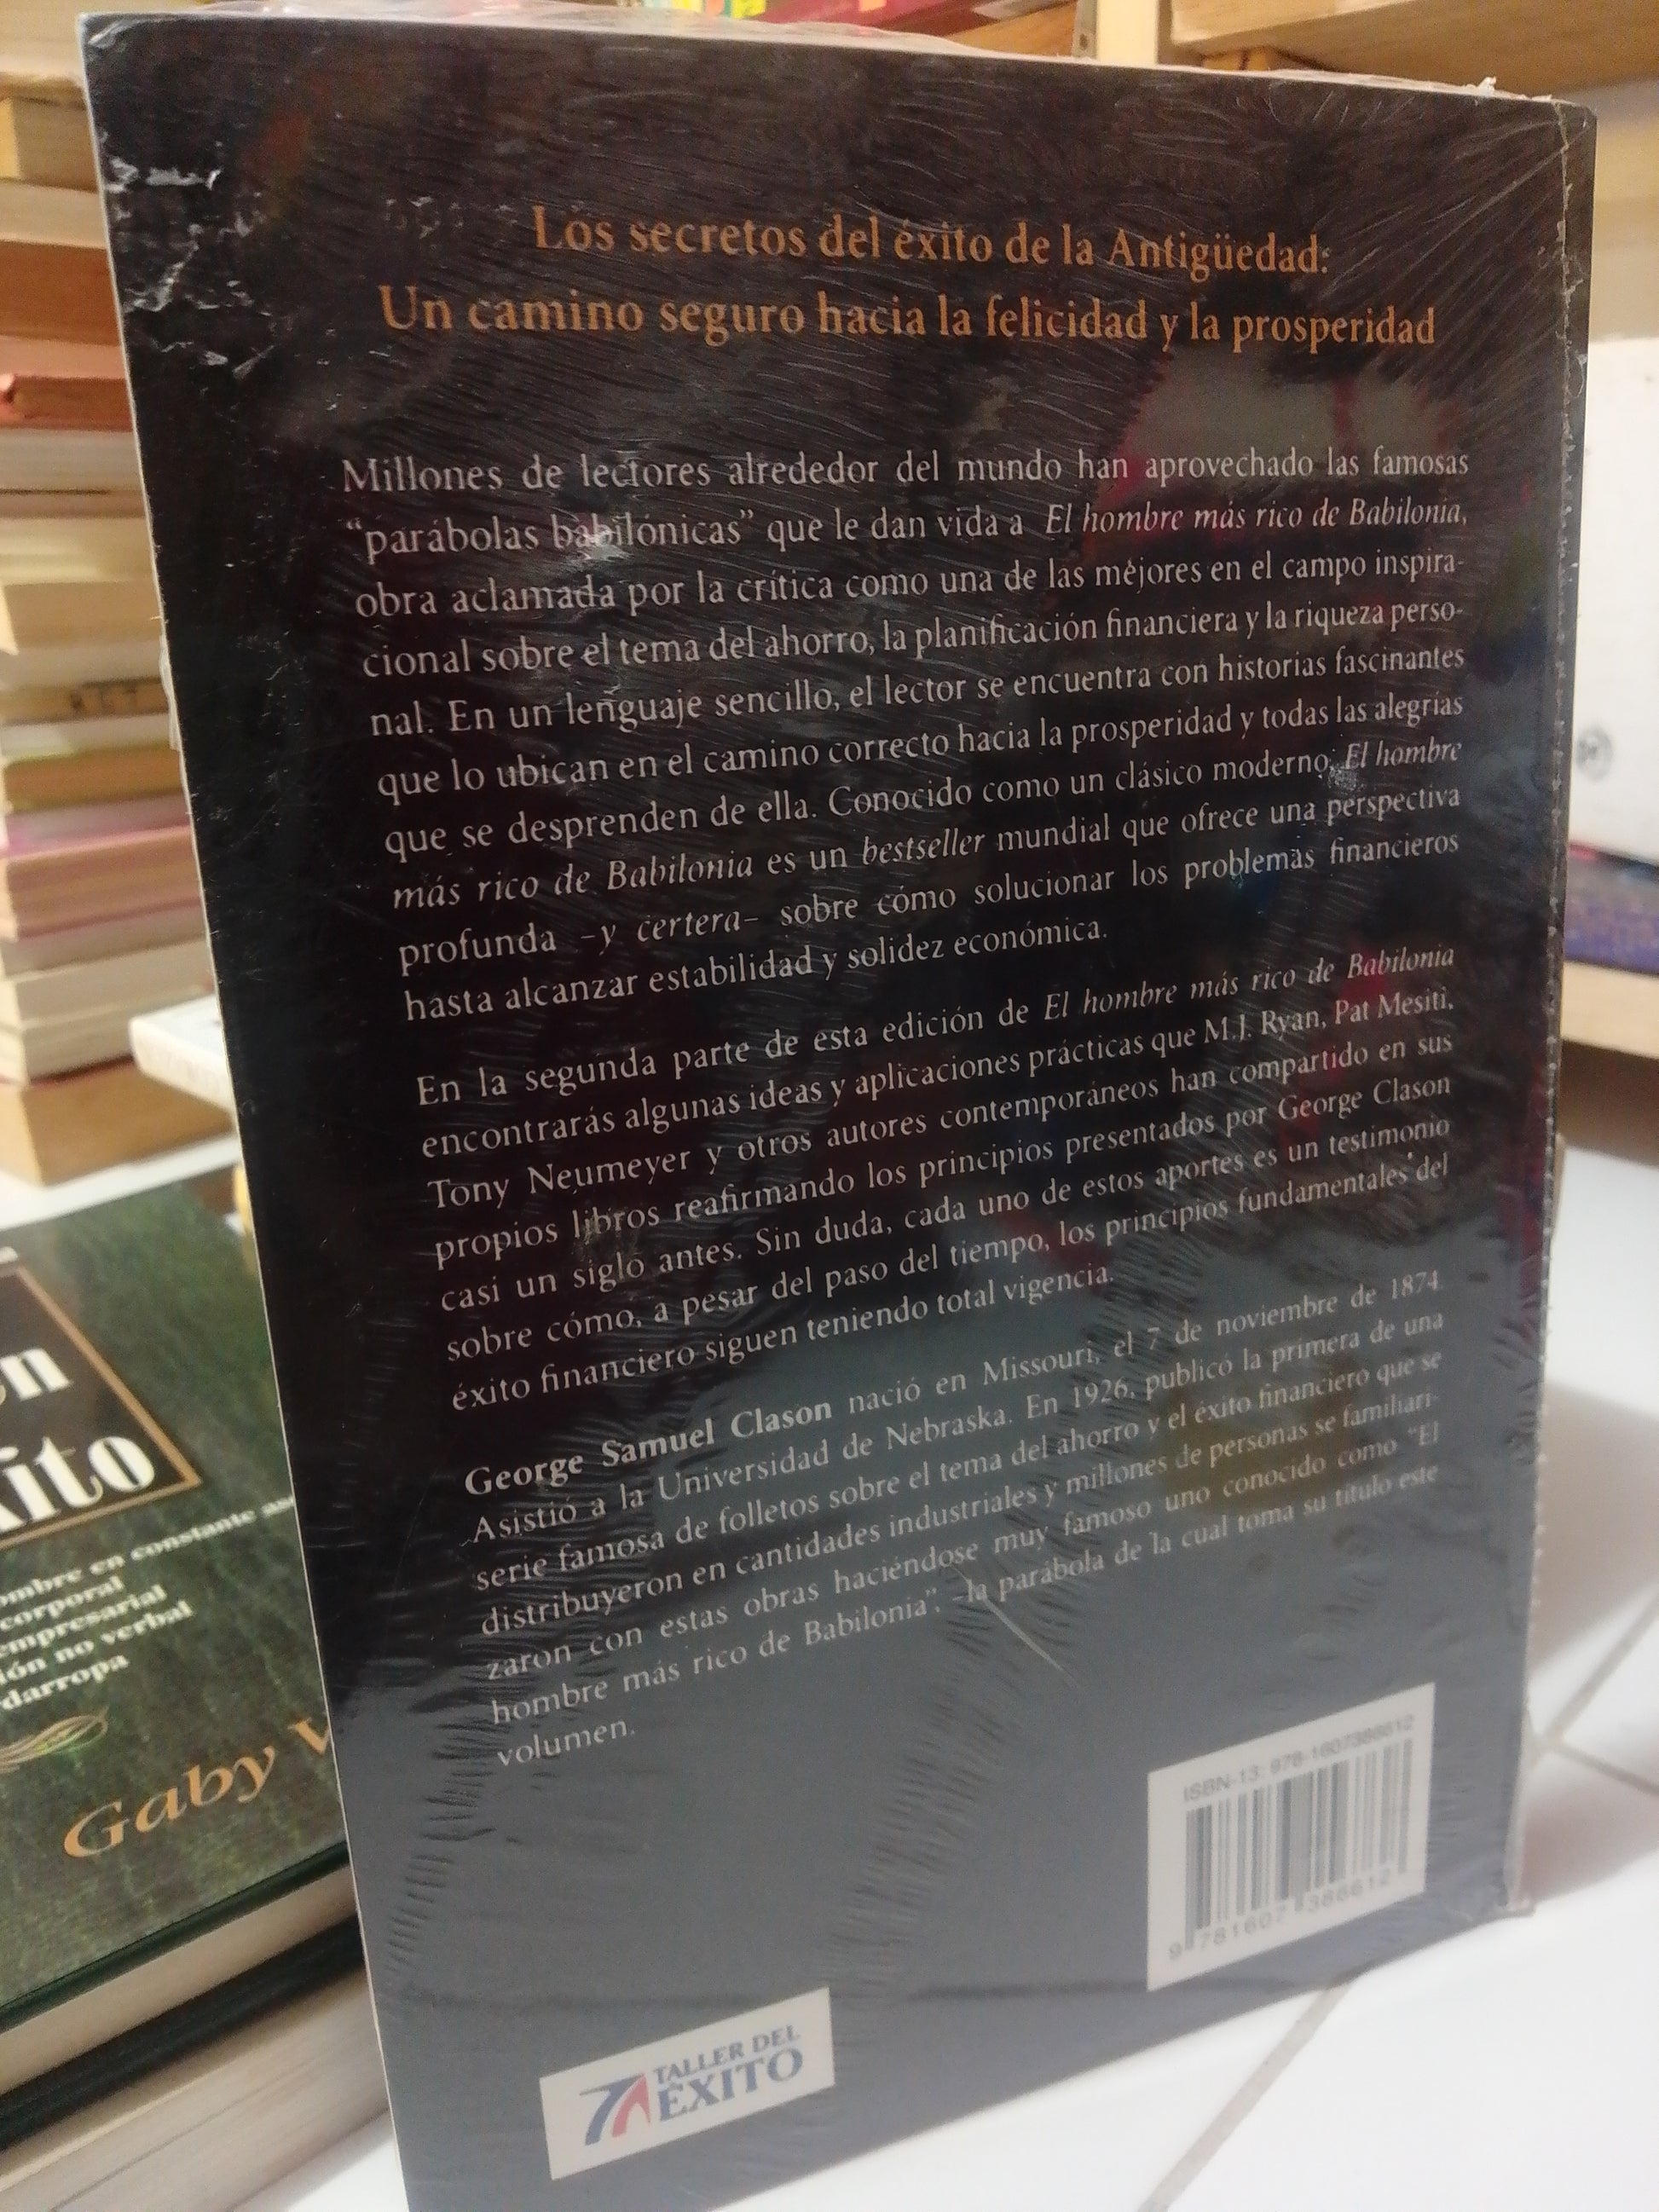 Los secretos del éxito de la Antigüedad:
Un camino seguro hacia la felicidad y la prosperidad
Millones de lectores alrededor del mundo han aprovechado las famosas
“parábolas babilónicas” que le dan vida a El hombre más rico de Babilonia,
obra aclamada por la crítica como una de las mejores en el campo inspira-
cional sobre el tema del ahorro, la planificación financiera y la riqueza perso-
nal. En un lenguaje sencillo, el lector se encuentra con historias fascinantes
que lo ubican en el camino correcto hacia la prosperidad y todas las alegrías
que se desprenden de ella. Conocido como un clásico moderno, El hombre
más rico de Babilonia es un bestseller mundial que ofrece una perspectiva
profunda –y certera– sobre cómo solucionar los problemas financieros
hasta alcanzar estabilidad y solidez económica.
En la segunda parte de esta edición de El hombre más rico de Babilonia
encontrarás algunas ideas y aplicaciones prácticas que M.J. Ryan, Pat Mesiti,
Tony Neumeyer y otros autores contemporáneos han compartido en sus
propios libros reafirmando los principios presentados por George Clason
casi un siglo antes. Sin duda, cada uno de estos aportes es un testimonio
sobre cómo, a pesar del paso del tiempo, los principios fundamentales del
éxito financiero siguen teniendo total vigencia.
George Samuel Clason nació en Missouri, el 7 de noviembre de 1874.
Asistió a la Universidad de Nebraska. En 1926, publicó la primera de una
serie famosa de folletos sobre el tema del ahorro y el éxito financiero que se
distribuyeron en cantidades industriales y millones de personas se familiari-
zaron con estas obras haciéndose muy famoso uno conocido como “El
hombre más rico de Babilonia”, –la parábola de la cual toma su título este
volumen.
ISBN-13: 978-1607386612
9 781607 386612
TALLER DEL
ÉXITO
en constante
corporal
empresarial
no verbal
Gaby